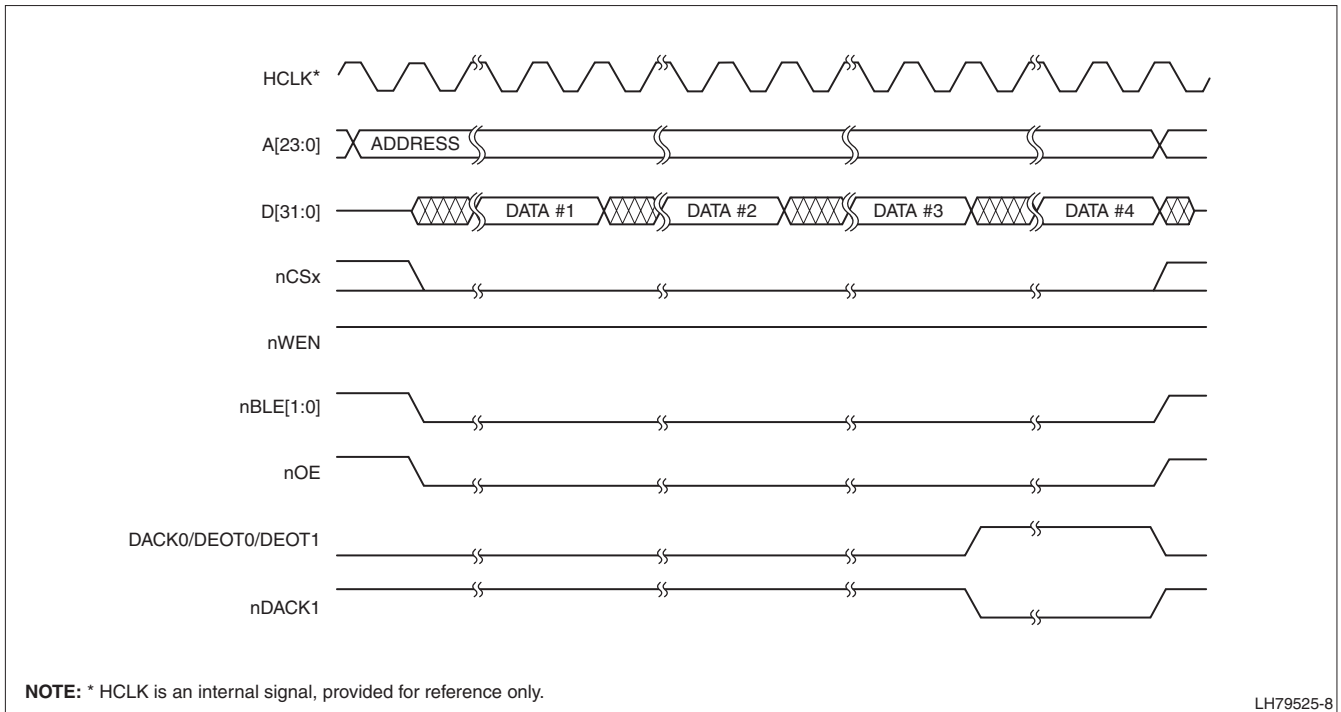 HCLK*
A[23:0]
ADDRESS
D[31:0]
DATA #1
DATA #2
DATA #3
DATA #4
nCSx
nWEN
nBLE[1:0]
nOE
DACK0/DEOT0/DEOT1
nDACK1
NOTE: * HCLK is an internal signal, provided for reference only.
LH79525-8